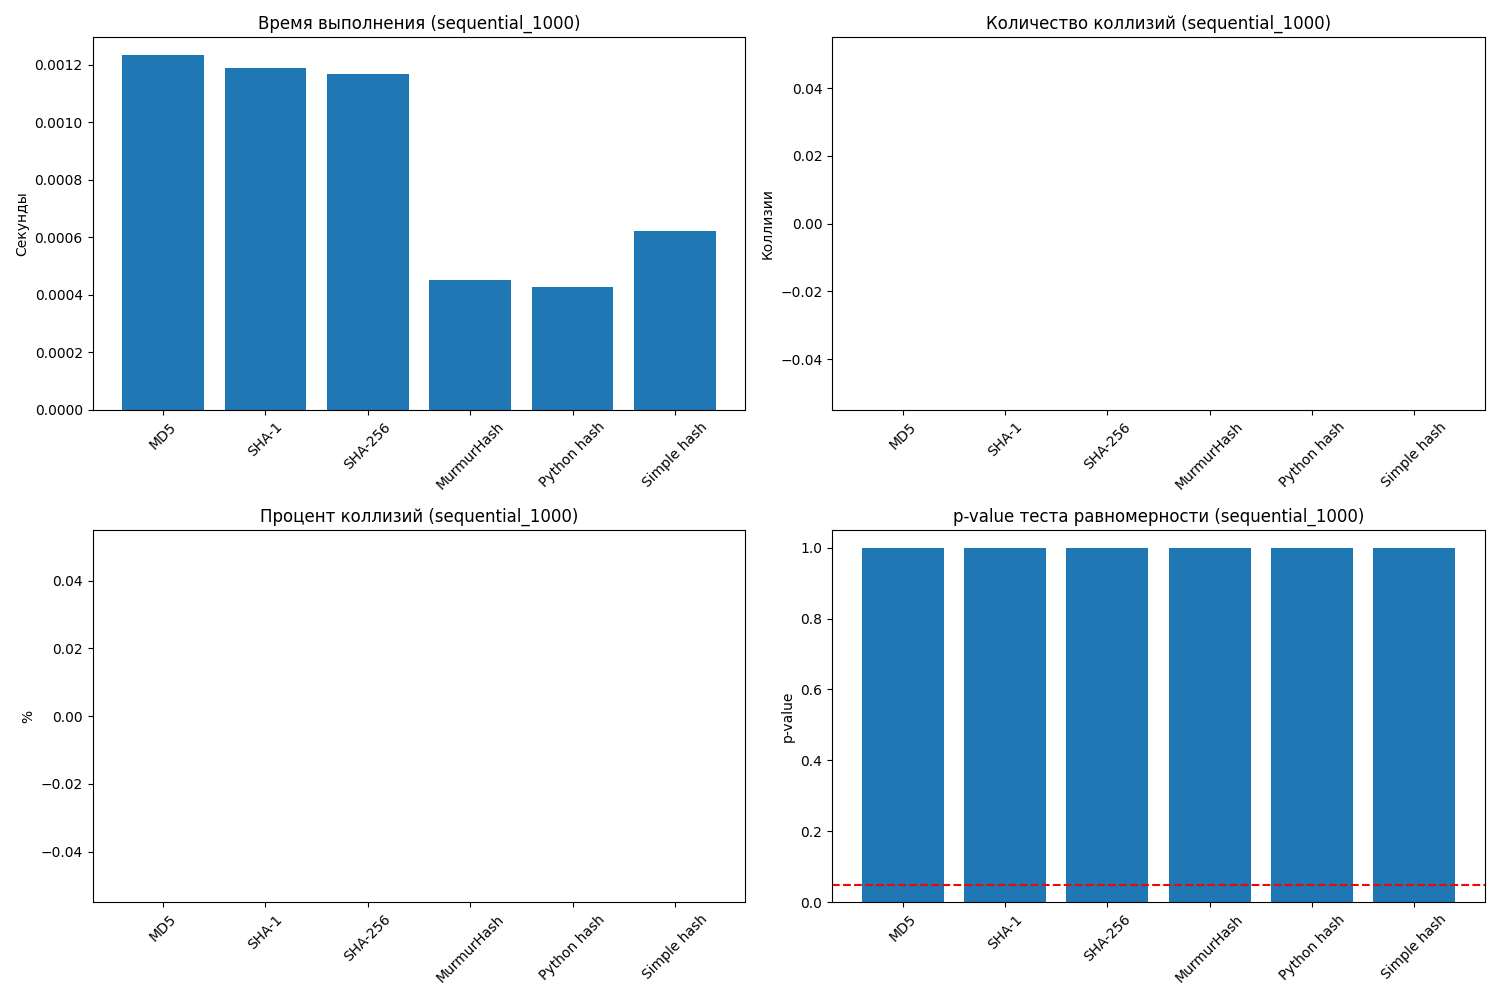 Время выполнения (sequential_1000)
Секунды
0.0012
0.0010
0.0008
0.0006
0.0004
0.0002
0.0000
MD5
SHA-1
SHA-256
MurmurHash
Python hash
Simple hash
Количество коллизий (sequential_1000)
Коллизии
0.04
0.02
0.00
−0.02
−0.04
MD5
SHA-1
SHA-256
MurmurHash
Python hash
Simple hash
Процент коллизий (sequential_1000)
%
0.04
0.02
0.00
−0.02
−0.04
MD5
SHA-1
SHA-256
MurmurHash
Python hash
Simple hash
p-value теста равномерности (sequential_1000)
p-value
1.0
0.8
0.6
0.4
0.2
0.0
MD5
SHA-1
SHA-256
MurmurHash
Python hash
Simple hash